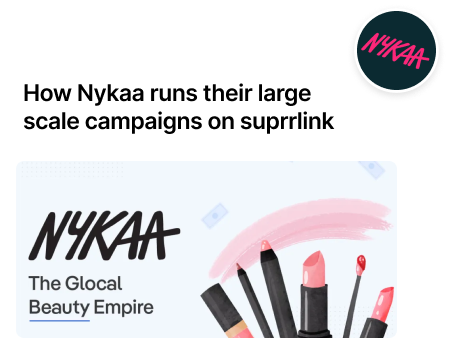 NYKAA
How Nykaa runs their large
scale campaigns on suprrlink
NYKAA
The Glocal
Beauty Empire